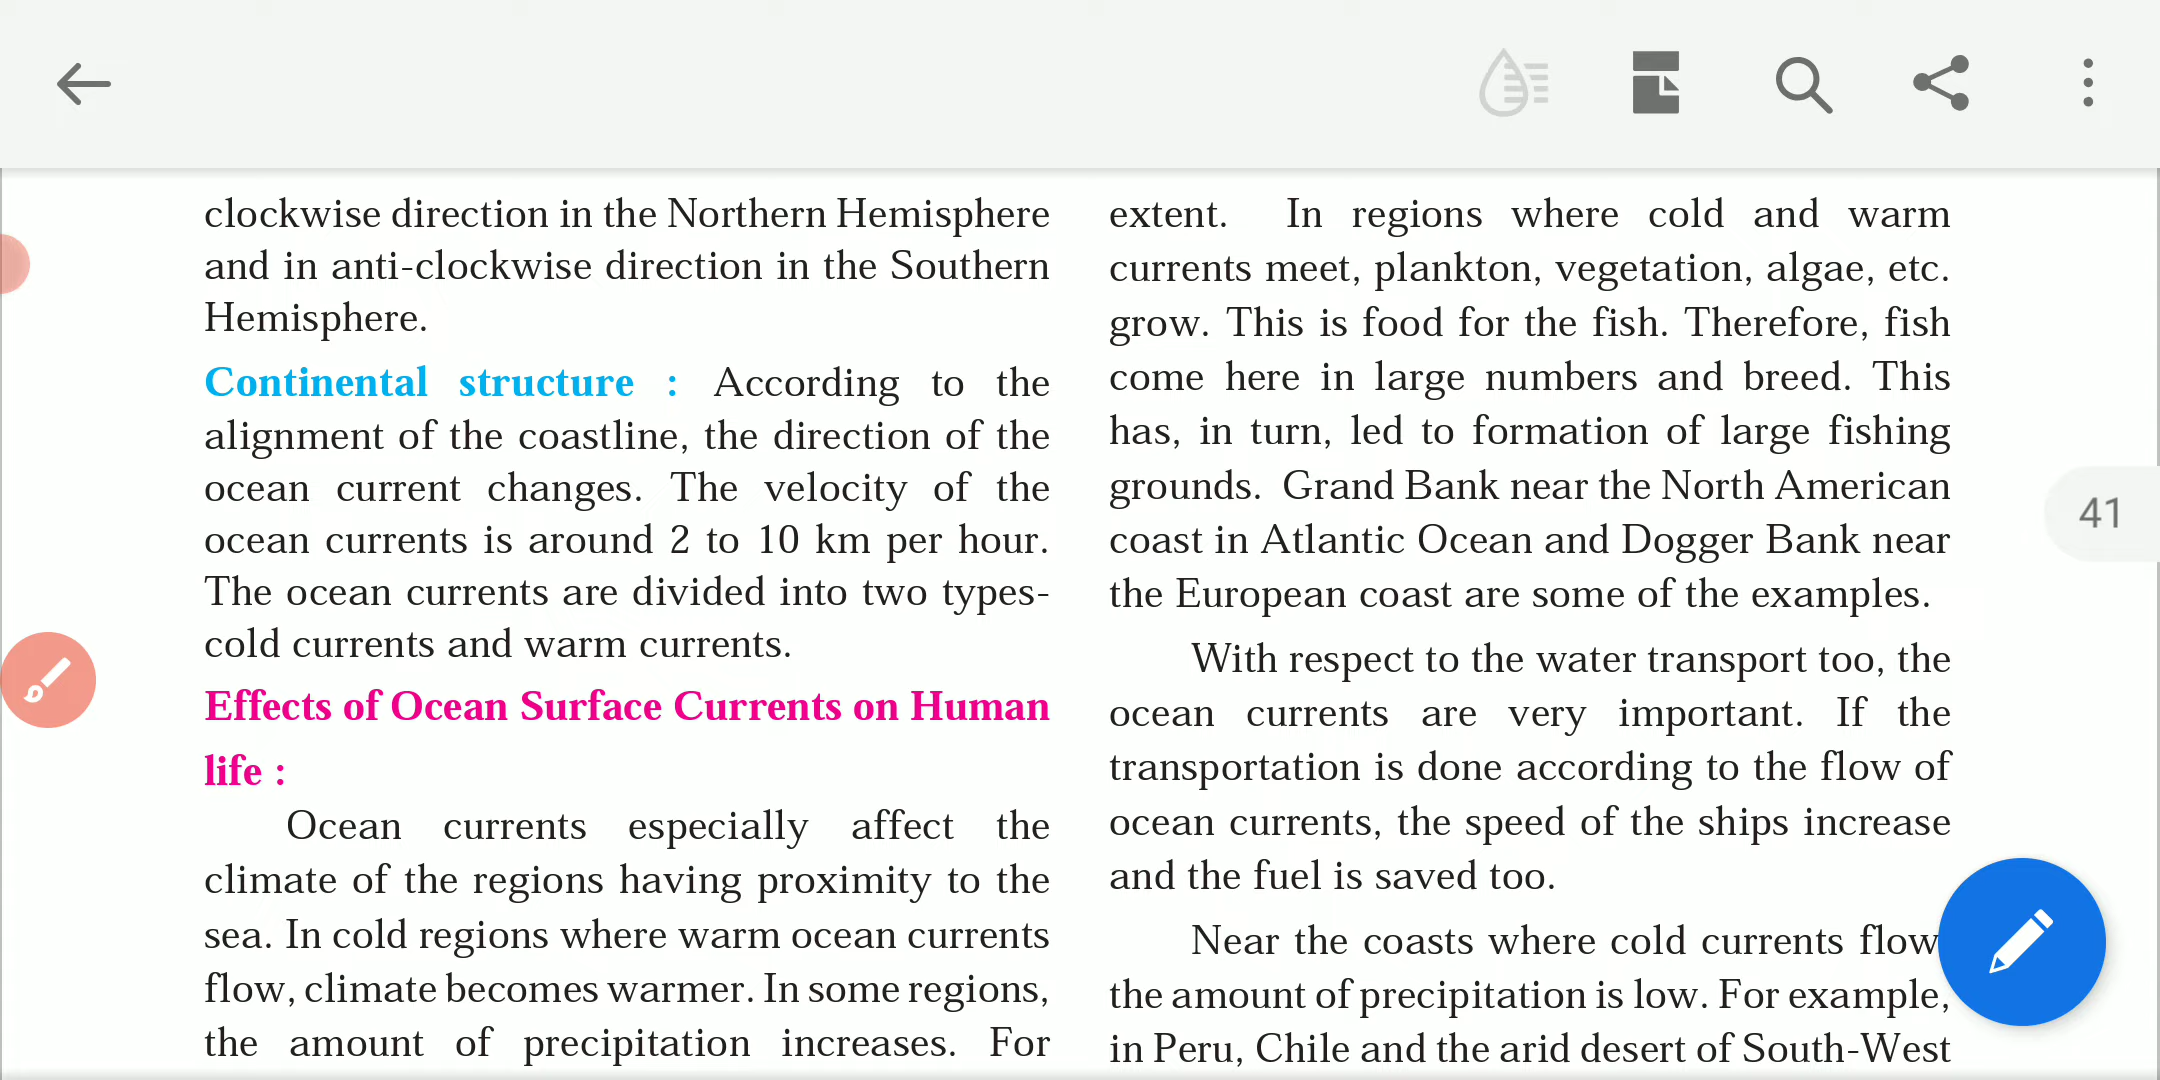 clockwise direction in the Northern Hemisphere
and in anti-clockwise direction in the Southern
Hemisphere.
Continental structure : According to the
alignment of the coastline, the direction of the
ocean current changes. The velocity of the
ocean currents is around 2 to 10 km per hour.
The ocean currents are divided into two types-
cold currents and warm currents.
Effects of Ocean Surface Currents on Human
life :
Ocean currents especially affect the
climate of the regions having proximity to the
sea. In cold regions where warm ocean currents
flow, climate becomes warmer. In some regions,
the amount of precipitation increases. For
extent. In regions where cold and warm
currents meet, plankton, vegetation, algae, etc.
grow. This is food for the fish. Therefore, fish
come here in large numbers and breed. This
has, in turn, led to formation of large fishing
grounds. Grand Bank near the North American
coast in Atlantic Ocean and Dogger Bank near
the European coast are some of the examples.
With respect to the water transport too, the
ocean currents are very important. If the
transportation is done according to the flow of
ocean currents, the speed of the ships increase
and the fuel is saved too.
Near the coasts where cold currents flow
the amount of precipitation is low. For example,
in Peru, Chile and the arid desert of South-West
41